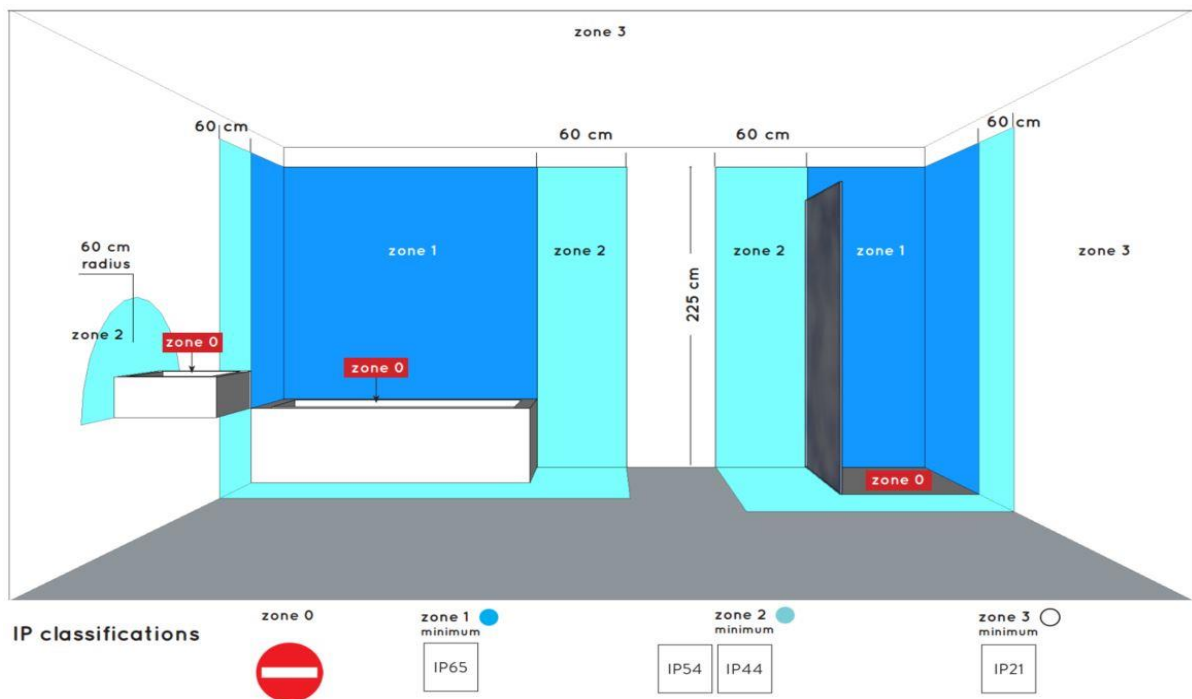 zone 3
60 cm
60 cm
60 cm
60 cm
60 cm
radius
zone 1
zone 2
zone 2
zone 1
zone 3
225 cm
zone 2
zone 0
zone 0
zone 0
IP classifications
zone 0
zone 1
minimum
IP65
zone 2
minimum
IP54
IP44
zone 3
minimum
IP21